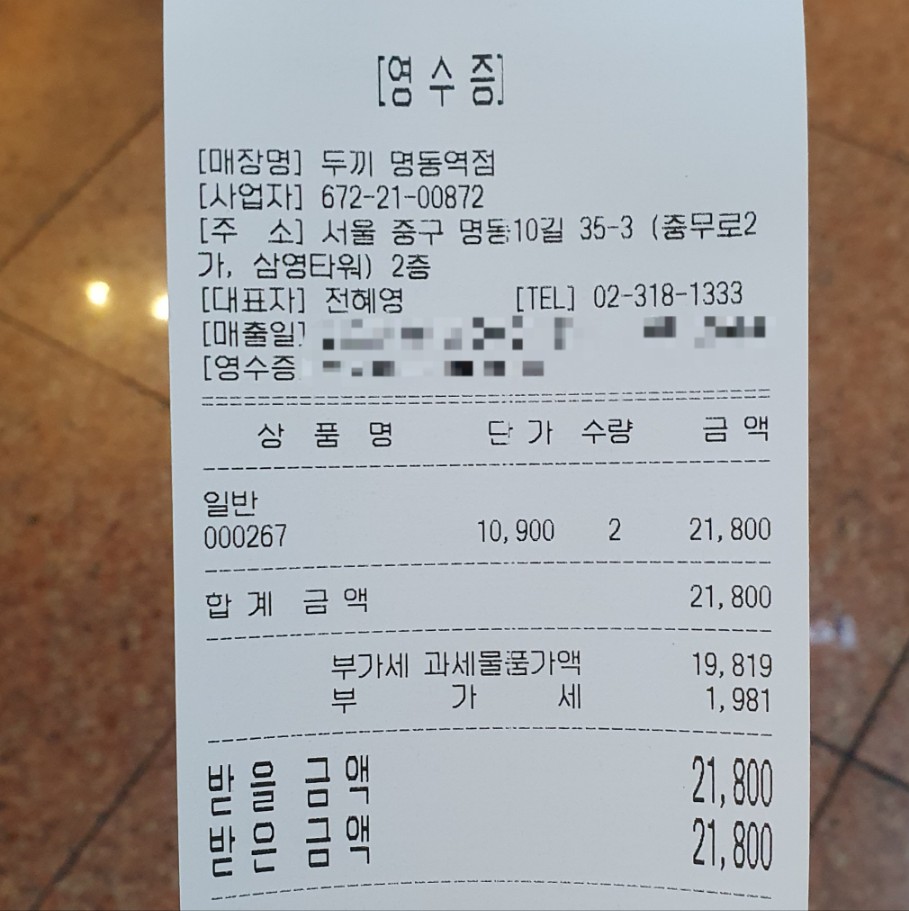 [영수증]
[매장명] 두끼 명동역점
[사업자] 672-21-00872
[주 소] 서울 중구 명동10길 35-3 (충무로2
가, 삼영타워) 2층
[대표자] 전혜영 [TEL] 02-318-1333
[매출일]
[영수증
상 품 명 단 가 수량 금 액
일반
000267 10,900 2 21,800
합 계 금 액 21,800
부가세 과세물품가액 19,819
부 가 세 1,981
받을 금액 21,800
받은 금액 21,800